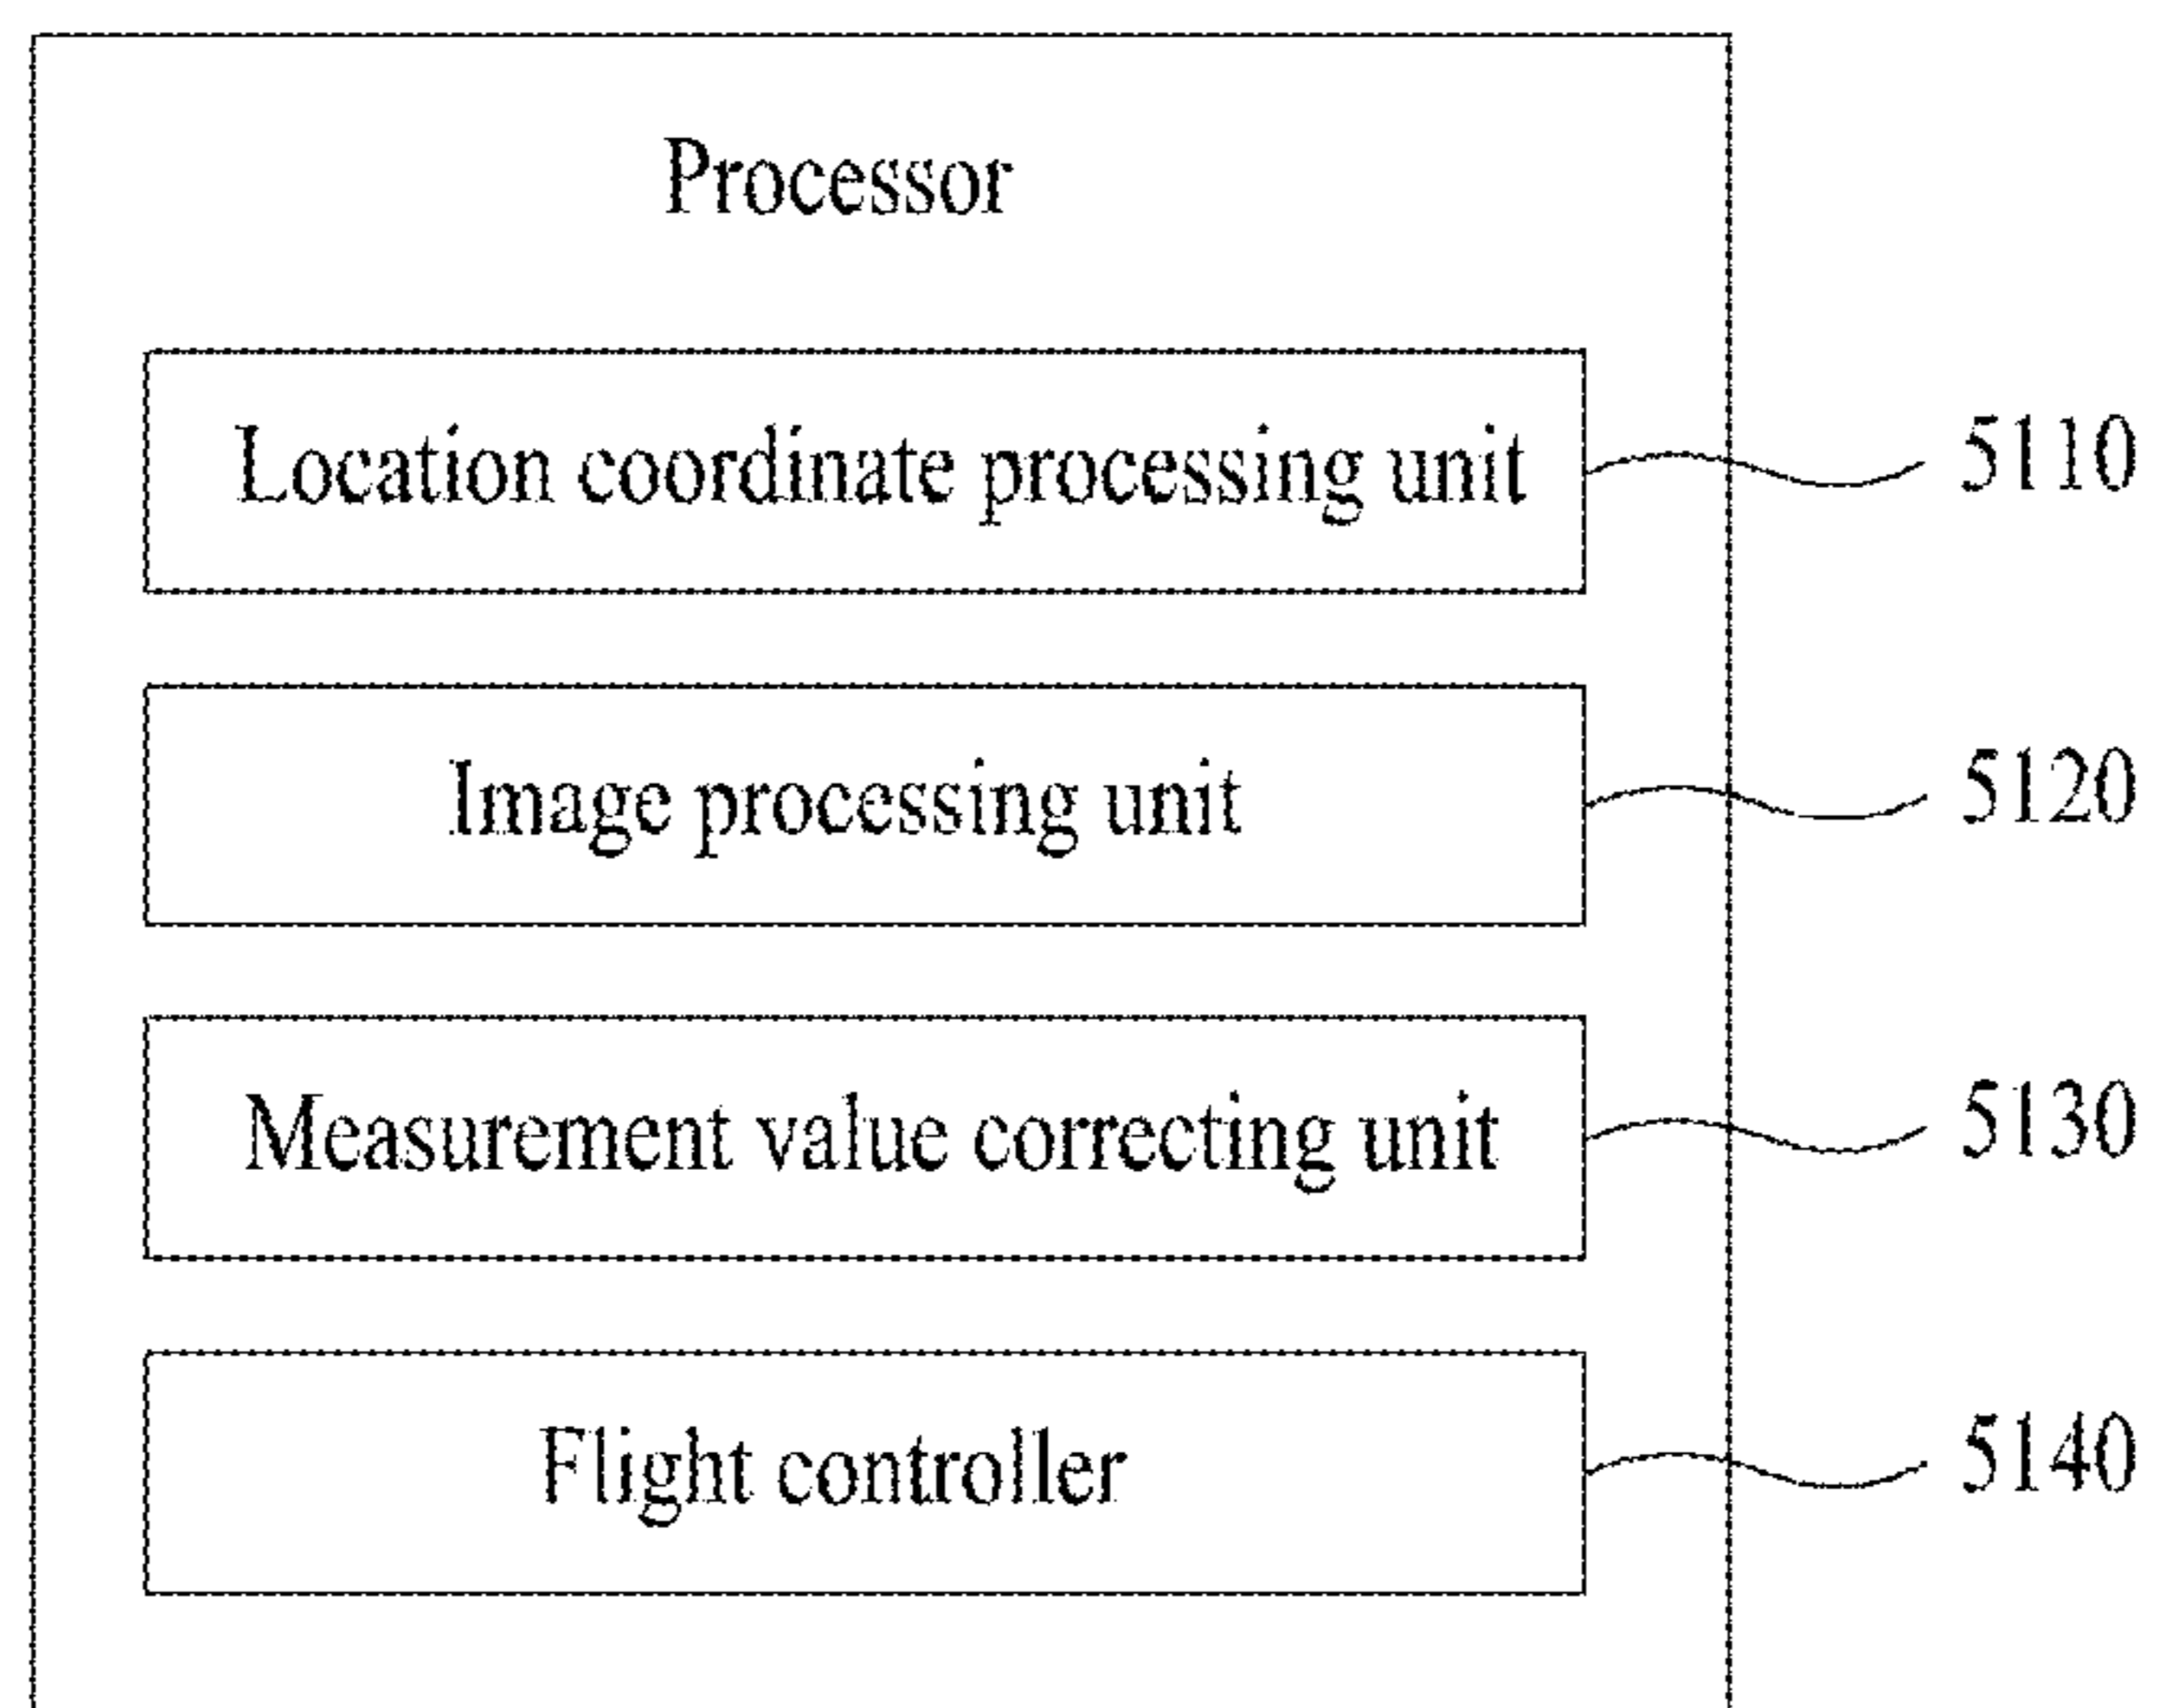 Processor
Location coordinate processing unit 5110
Image processing unit 5120
Measurement value correcting unit 5130
Flight controller 5140